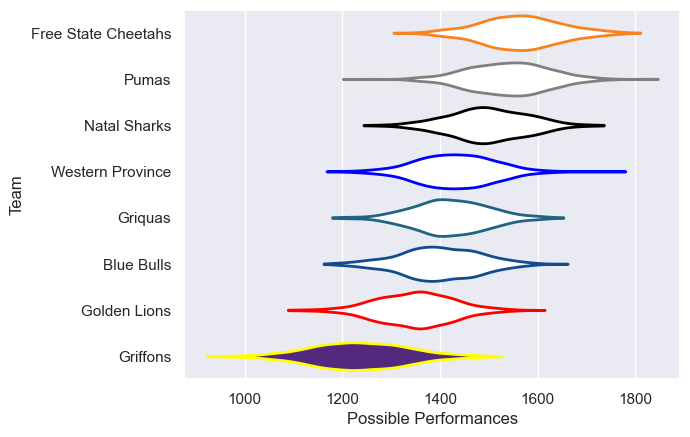 Free State Cheetahs
Pumas
Natal Sharks
Western Province
Griquas
Blue Bulls
Golden Lions
Griffons
Team
1000 1200 1400 1600 1800
Possible Performances